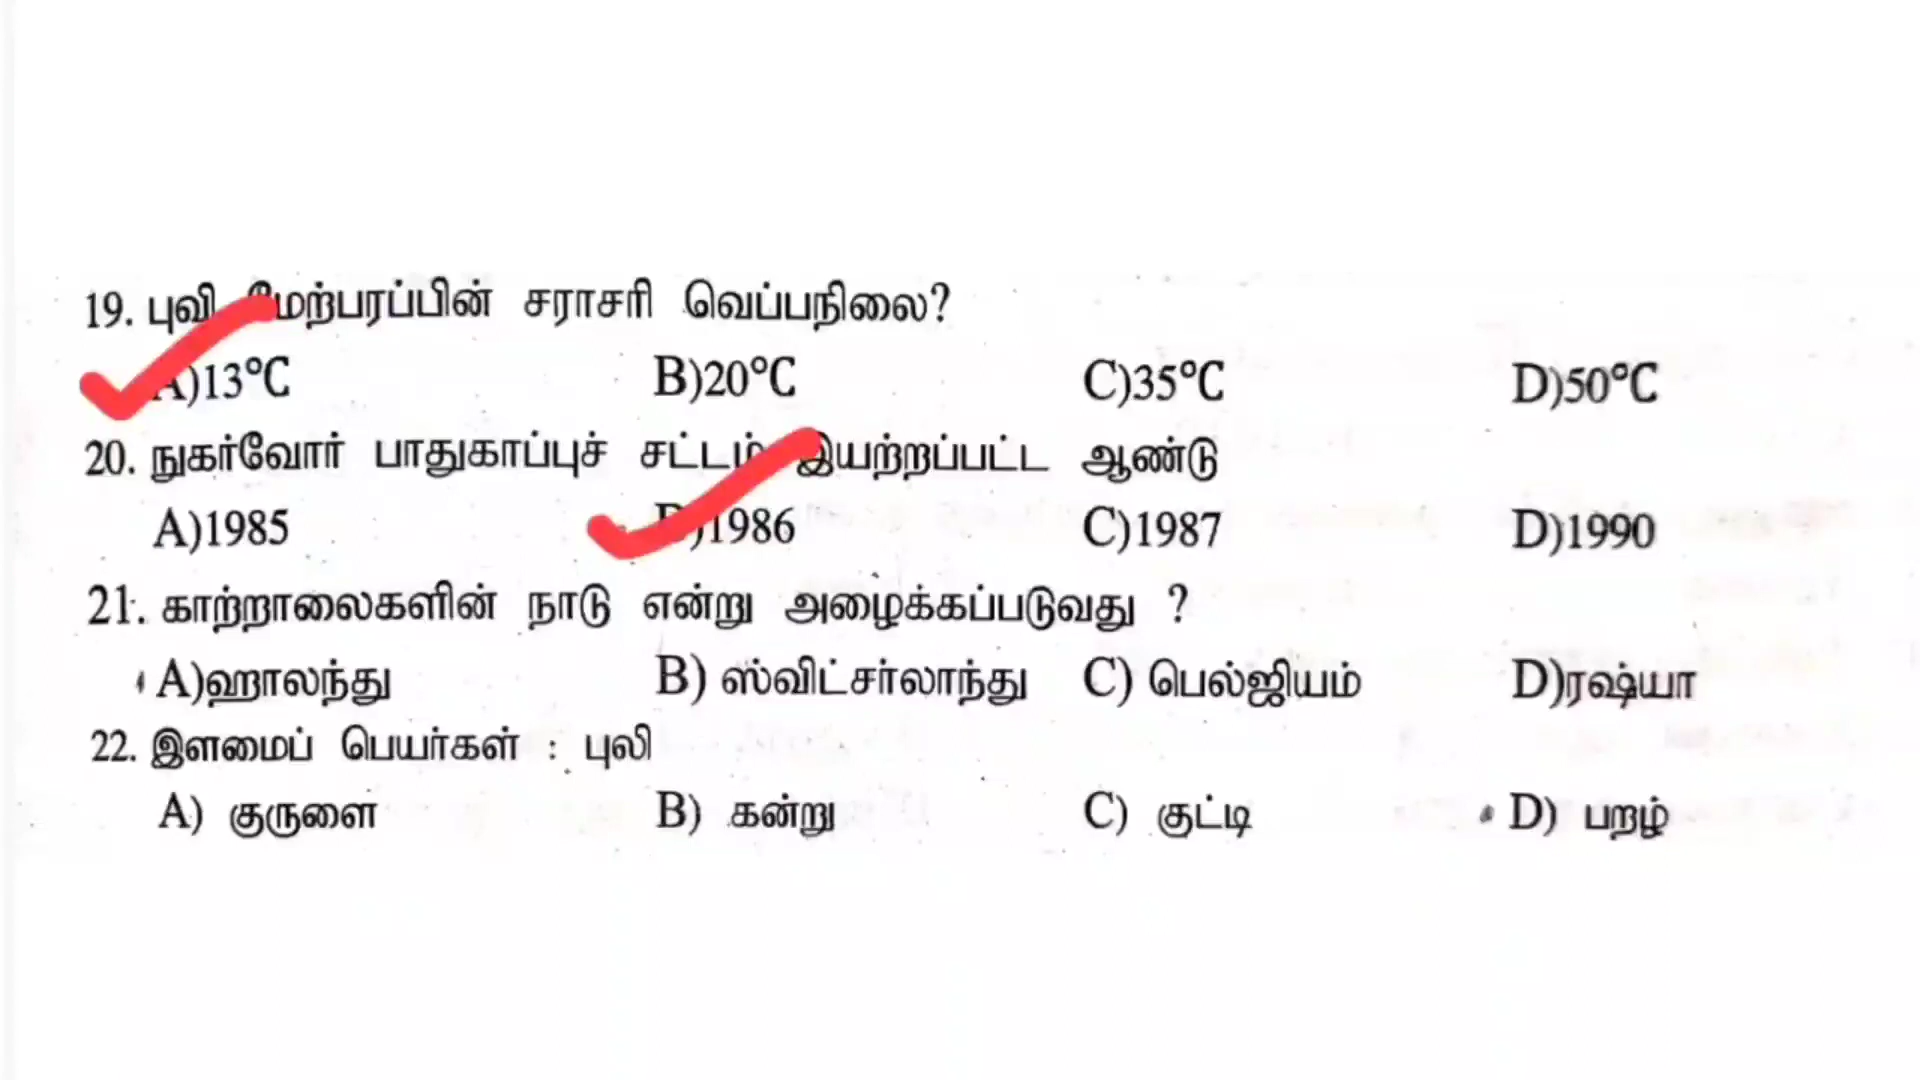 19. புவி மேற்பரப்பின் சராசரி வெப்பநிலை?
A)13℃ B)20℃ C)35℃ D)50℃
20. நுகர்வோர் பாதுகாப்புச் சட்டம் இயற்றப்பட்ட ஆண்டு
A)1985 B)1986 C)1987 D)1990
21. காற்றாலைகளின் நாடு என்று அழைக்கப்படுவது ?
A)ஹாலந்து B) ஸ்விட்சர்லாந்து C) பெல்ஜியம் D)ரஷ்யா
22. இளமைப் பெயர்கள் : புலி
A) குருளை B) கன்று C) குட்டி D) பறழ்